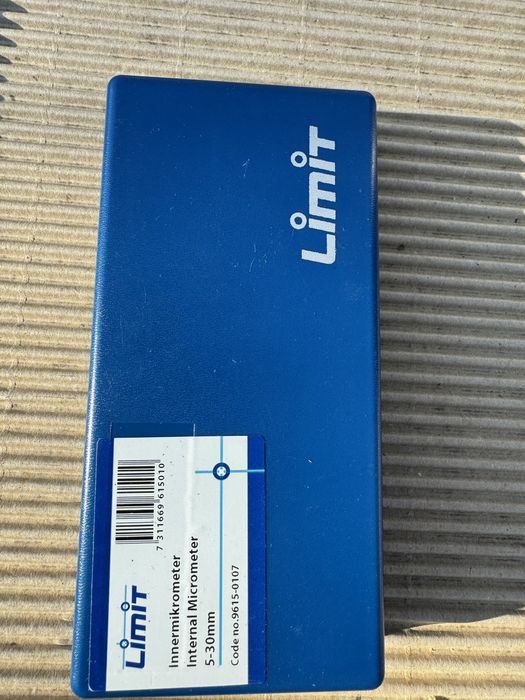 Limit
Limit
7 311669 615010
Innermikrometer
Internal Micrometer
5-30mm
Code no.9615-0107